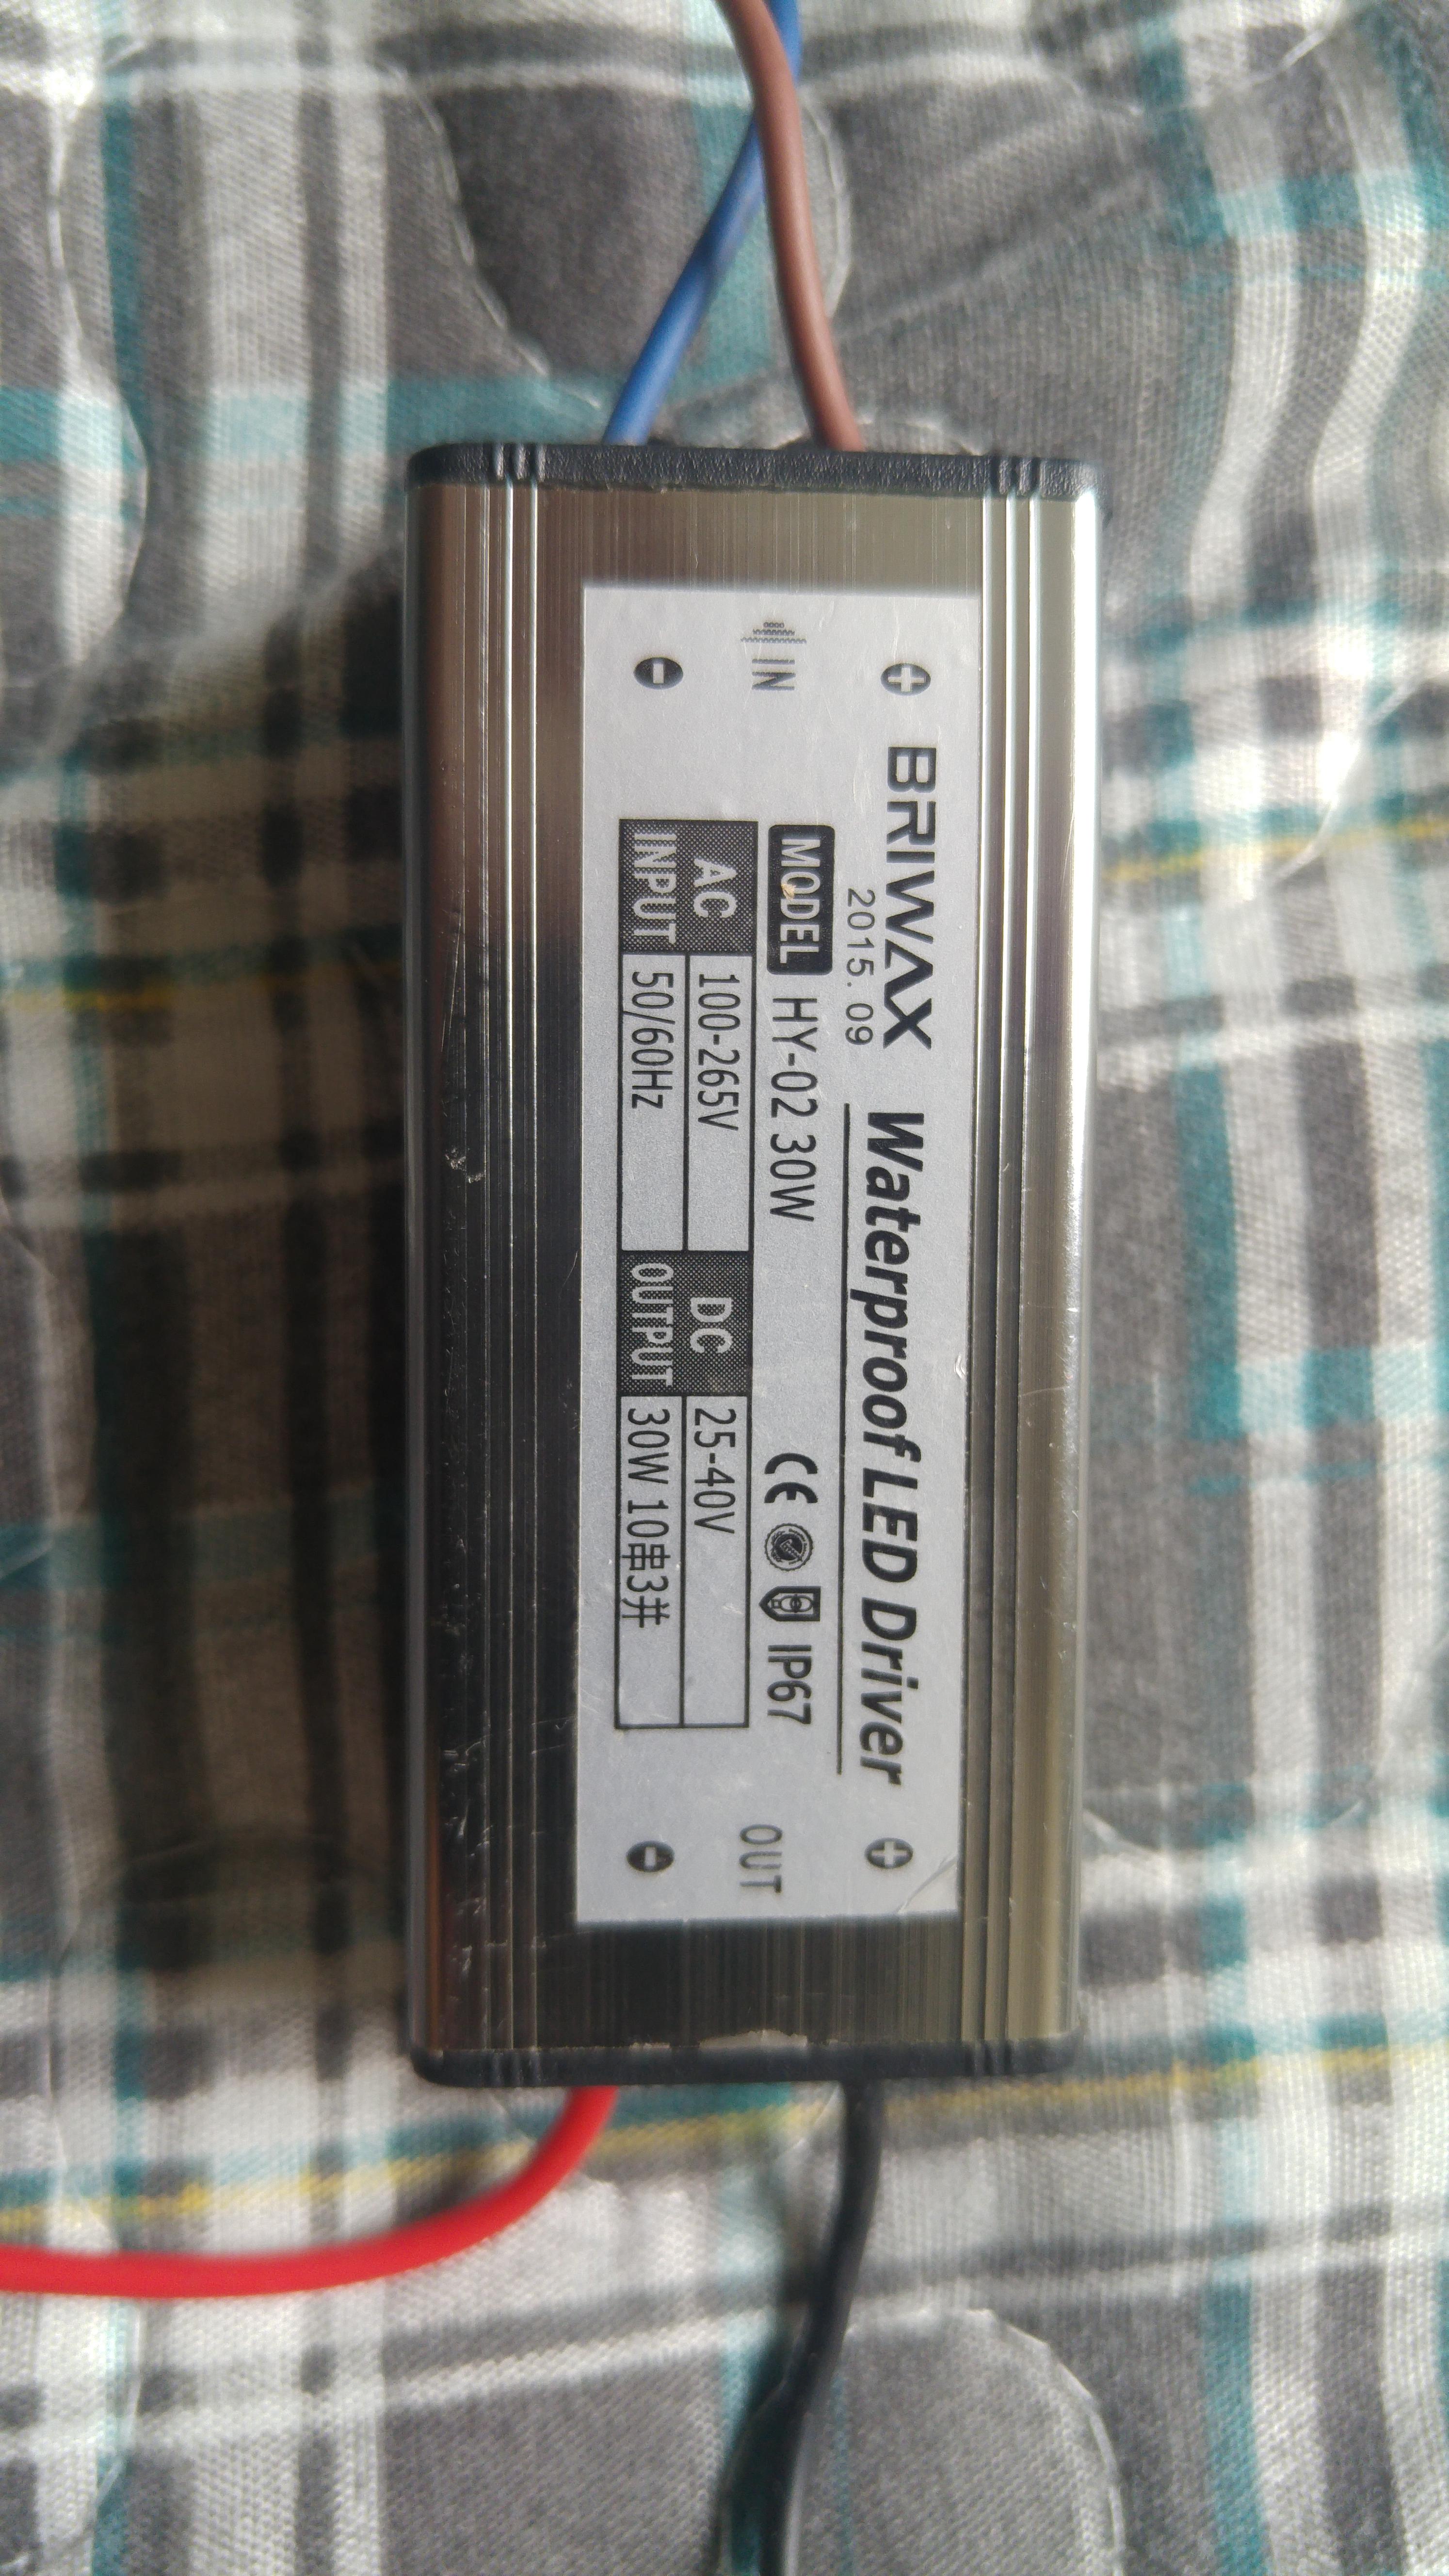 BRIWAX Waterproof LED Driver
2015.09
MODEL HY-02 30W CE IP67
AC INPUT 100-265V 50/60Hz
DC OUTPUT 25-40V 30W 10串3并
+ IN -
+ OUT -